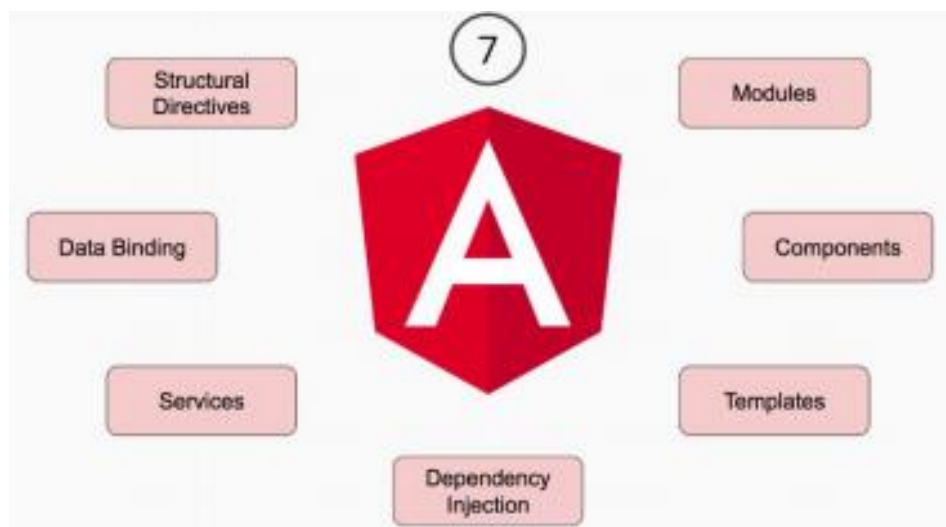 7
Structural
Directives
Modules
A
Data Binding
Components
Services
Templates
Dependency
Injection